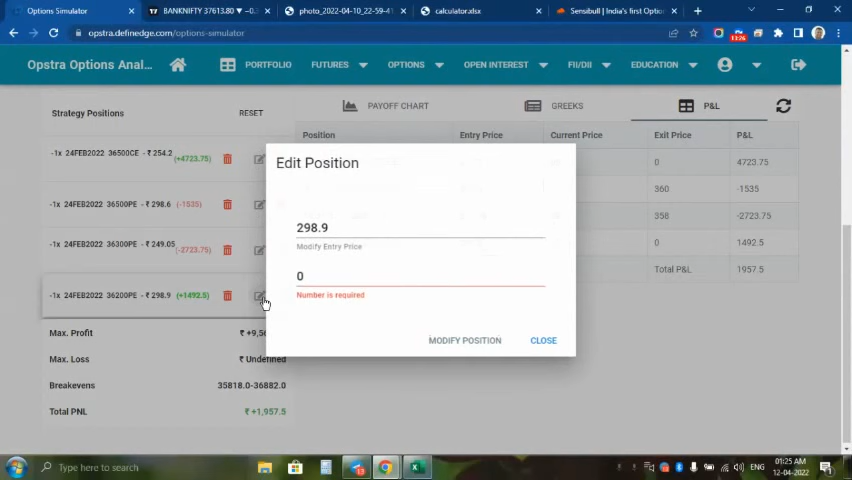 Options Simulator
BANKNIFTY 37613.80 ▼ −0.3
photo_2022-04-10_22-59-41
calculator.xlsx
Sensibull | India's first Option
opstra.definedge.com/options-simulator
Opstra Options Anal...
PORTFOLIO
FUTURES
OPTIONS
OPEN INTEREST
FII/DII
EDUCATION
Strategy Positions
RESET
PAYOFF CHART
GREEKS
P&L
Position
Entry Price
Current Price
Exit Price
P&L
-1x 24FEB2022 36500CE - ₹ 254.2 (+4723.75)
0
4723.75
-1x 24FEB2022 36500PE - ₹ 298.6 (-1535)
360
-1535
-1x 24FEB2022 36300PE - ₹ 249.05 (-2723.75)
358
-2723.75
-1x 24FEB2022 36200PE - ₹ 298.9 (+1492.5)
0
1492.5
Total P&L
1957.5
Edit Position
298.9
Modify Entry Price
0
Number is required
MODIFY POSITION
CLOSE
Max. Profit
Max. Loss
₹ Undefined
Breakevens
35818.0-36882.0
Total PNL
₹ +1,957.5
Type here to search
ENG
01:25 AM
12-04-2022